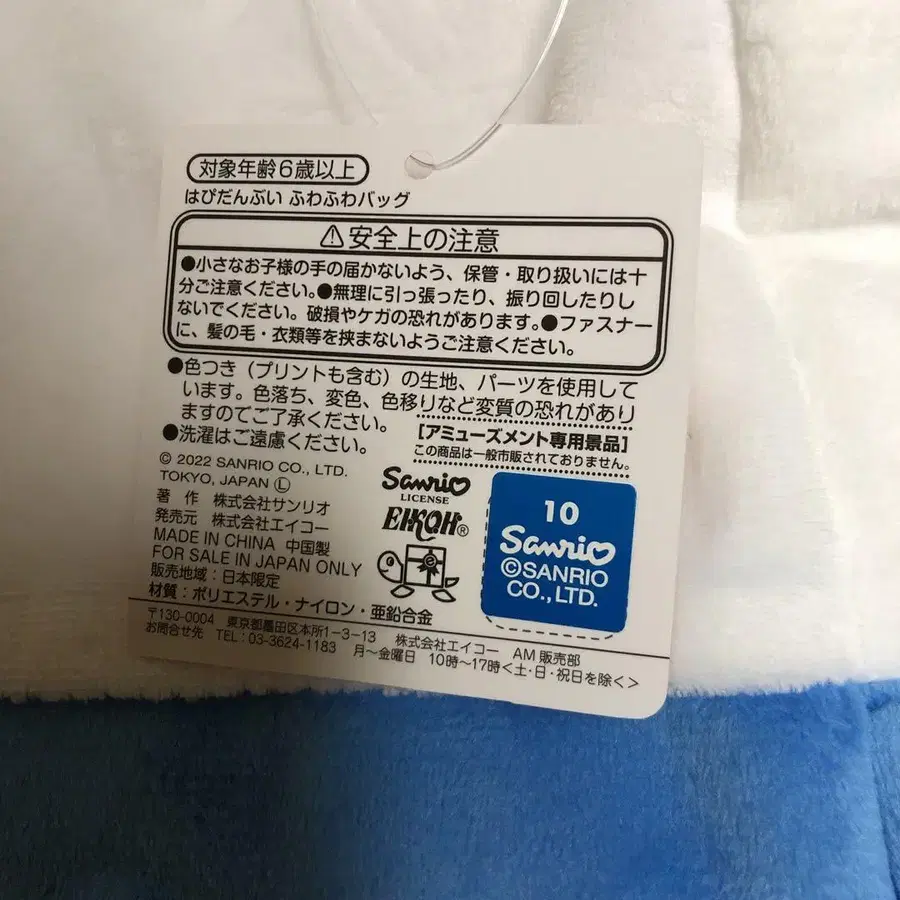 対象年齢6歳以上
はぴだんぶい ふわふわバッグ
⚠安全上の注意
●小さなお子様の手の届かないよう、保管・取り扱いには十
分ご注意ください。●無理に引っ張ったり、振り回したりし
ないでください。破損やケガの恐れがあります。●ファスナー
に、髪の毛・衣類等を挟まないようご注意ください。
●色つき(プリントも含む)の生地、パーツを使用して
います。色落ち、変色、色移りなど変質の恐れがあり
ますのでご了承ください。
●洗濯はご遠慮ください。
[アミューズメント専用景品]
この商品は一般市販されておりません。
© 2022 SANRIO CO., LTD.
TOKYO, JAPAN Ⓛ
著 作 株式会社サンリオ
発売元 株式会社エイコー
MADE IN CHINA 中国製
FOR SALE IN JAPAN ONLY
販売地域:日本限定
材質:ポリエステル・ナイロン・亜鉛合金
Sanrio
LICENSE
EIKOH®
10
Sanrio
©SANRIO
CO., LTD.
〒130-0004 東京都墨田区本所1-3-13 株式会社エイコー AM 販売部
お問合せ先 TEL:03-3624-1183 月〜金曜日 10時〜17時<土・日・祝日を除く>